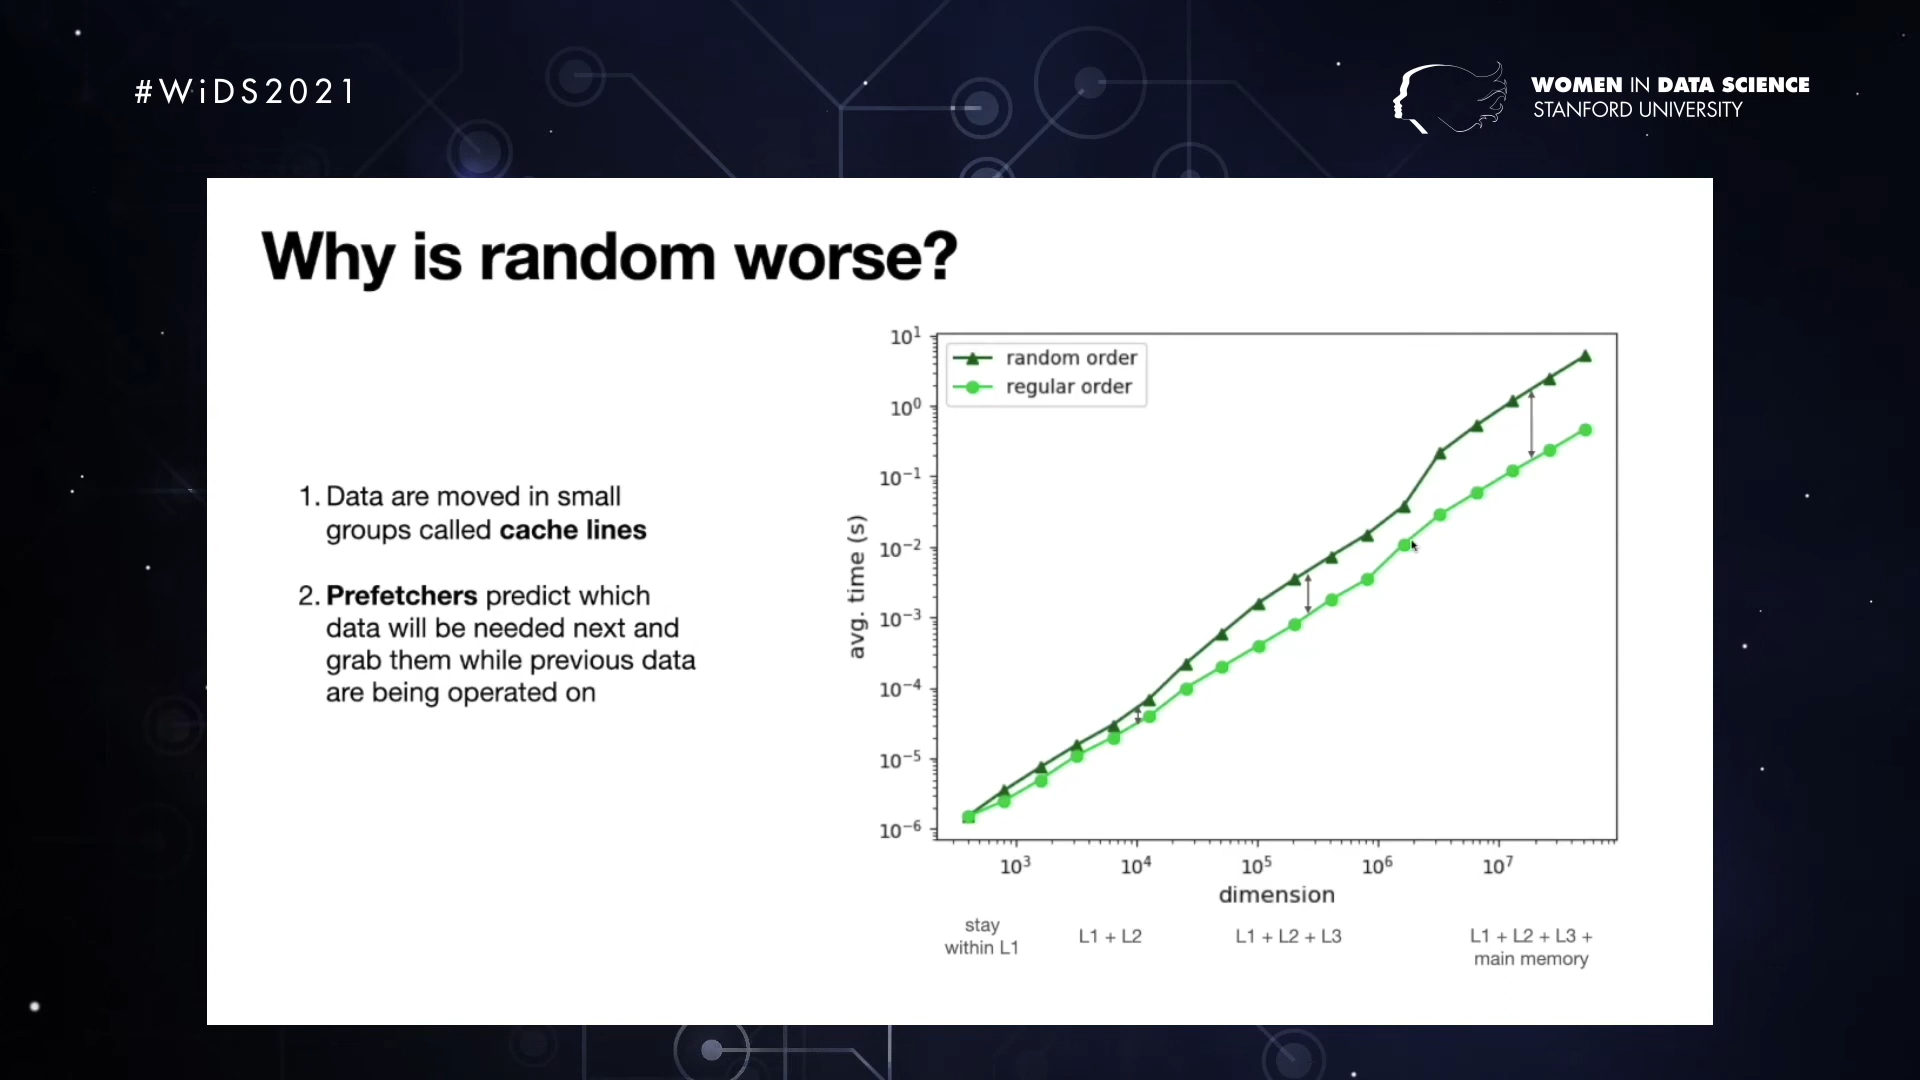 #WiDS2021
WOMEN IN DATA SCIENCE
STANFORD UNIVERSITY
Why is random worse?
1. Data are moved in small
groups called cache lines
2. Prefetchers predict which
data will be needed next and
grab them while previous data
are being operated on
random order
regular order
10¹
10⁰
10⁻¹
10⁻²
10⁻³
10⁻⁴
10⁻⁵
10⁻⁶
avg. time (s)
10³ 10⁴ 10⁵ 10⁶ 10⁷
dimension
stay
within L1
L1 + L2
L1 + L2 + L3
L1 + L2 + L3 +
main memory